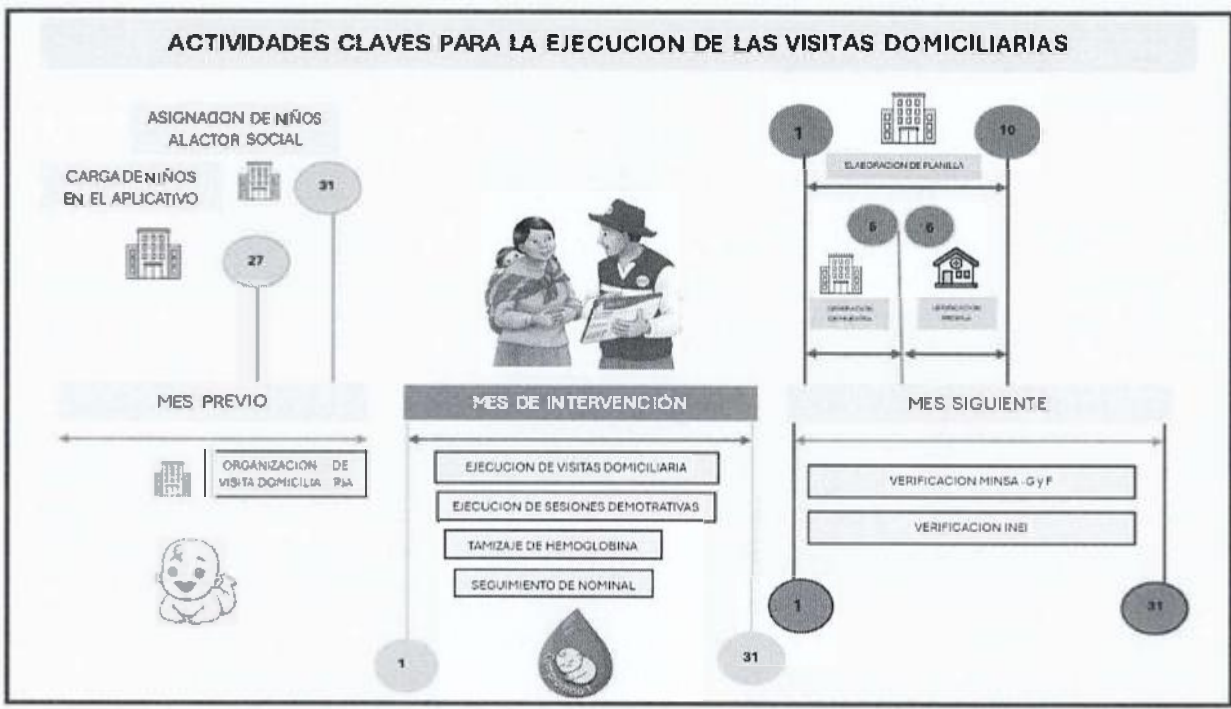 ACTIVIDADES CLAVES PARA LA EJECUCION DE LAS VISITAS DOMICILIARIAS
ASIGNACION DE NIÑOS
ALACTOR SOCIAL
31
CARGA DE NIÑOS
EN EL APLICATIVO
27
1
10
ELABORACION DE PLANILLA
5
6
MES PREVIO
MES DE INTERVENCIÓN
MES SIGUIENTE
ORGANIZACION DE
VISITA DOMICILIA RIA
EJECUCION DE VISITAS DOMICILIARIA
EJECUCION DE SESIONES DEMOTRATIVAS
TAMIZAJE DE HEMOGLOBINA
SEGUIMIENTO DE NOMINAL
VERIFICACION MINSA -G y F
VERIFICACION INEI
1
31
1
31